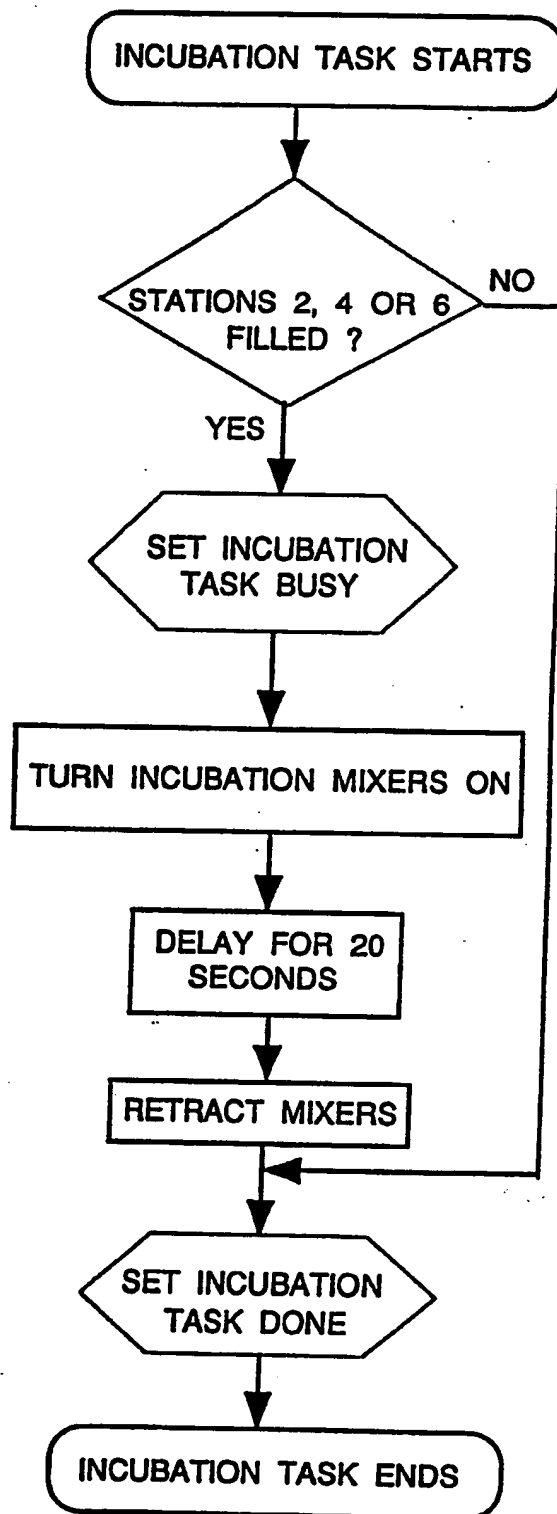 INCUBATION TASK STARTS
STATIONS 2, 4 OR 6
FILLED ?
NO
YES
SET INCUBATION
TASK BUSY
TURN INCUBATION MIXERS ON
DELAY FOR 20
SECONDS
RETRACT MIXERS
SET INCUBATION
TASK DONE
INCUBATION TASK ENDS